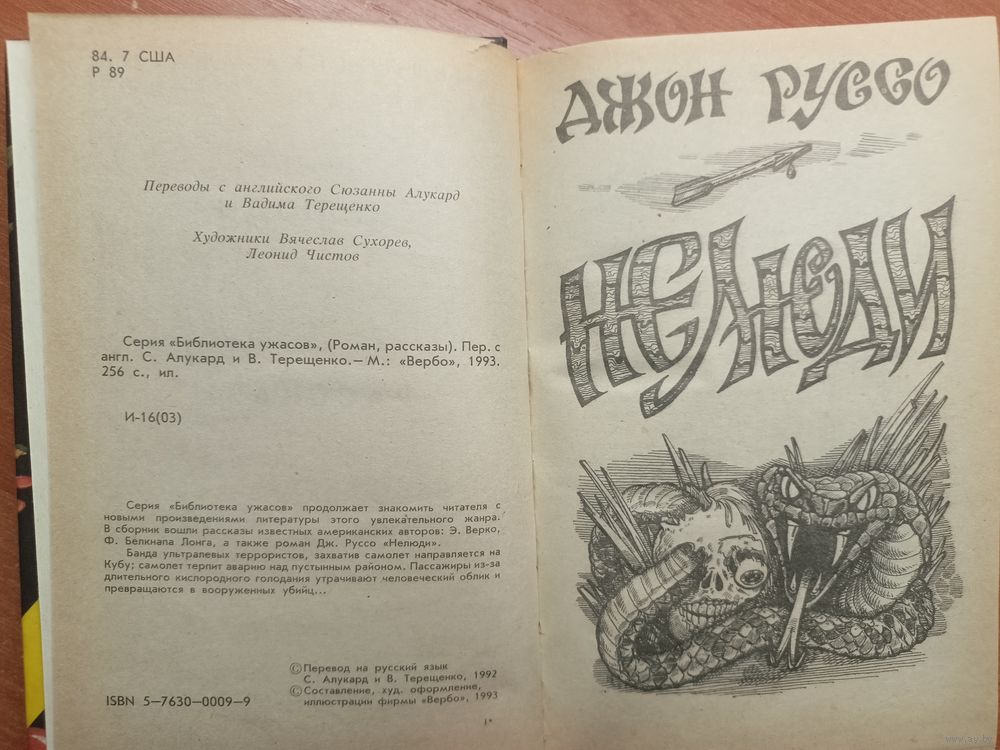 84. 7 США
Р 89
Переводы с английского Сюзанны Алукард
и Вадима Терещенко
Художники Вячеслав Сухорев,
Леонид Чистов
Серия «Библиотека ужасов», (Роман, рассказы). Пер. с
англ. С. Алукард и В. Терещенко.— М.: «Вербо», 1993.
256 с., ил.
И-16(03)
Серия «Библиотека ужасов» продолжает знакомить читателя с
новыми произведениями литературы этого увлекательного жанра.
В сборник вошли рассказы известных американских авторов: Э. Верко,
Ф. Белкнапа Лонга, а также роман Дж. Руссо «Нелюди».
Банда ультралевых террористов, захватив самолет направляется на
Кубу; самолет терпит аварию над пустынным районом. Пассажиры из-за
длительного кислородного голодания утрачивают человеческий облик и
превращаются в вооруженных убийц...
© Перевод на русский язык
С. Алукард и В. Терещенко, 1992
© Составление, худ. оформление,
иллюстрации фирмы «Вербо», 1993
ISBN 5—7630—0009—9
1*
ДЖОН РУССО
НЕЛЮДИ
www.ay.by